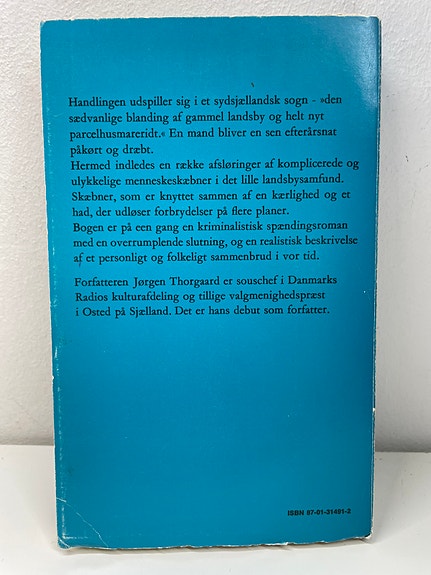 Handlingen udspiller sig i et sydsjællandsk sogn - »den
sædvanlige blanding af gammel landsby og helt nyt
parcelhusmareridt.« En mand bliver en sen efterårsnat
påkørt og dræbt.
Hermed indledes en række afsløringer af komplicerede og
ulykkelige menneskeskæbner i det lille landsbysamfund.
Skæbner, som er knyttet sammen af en kærlighed og et
had, der udløser forbrydelser på flere planer.
Bogen er på een gang en kriminalistisk spændingsroman
med en overrumplende slutning, og en realistisk beskrivelse
af et personligt og folkeligt sammenbrud i vor tid.
Forfatteren Jørgen Thorgaard er souschef i Danmarks
Radios kulturafdeling og tillige valgmenighedspræst
i Osted på Sjælland. Det er hans debut som forfatter.
ISBN 87-01-31481-2